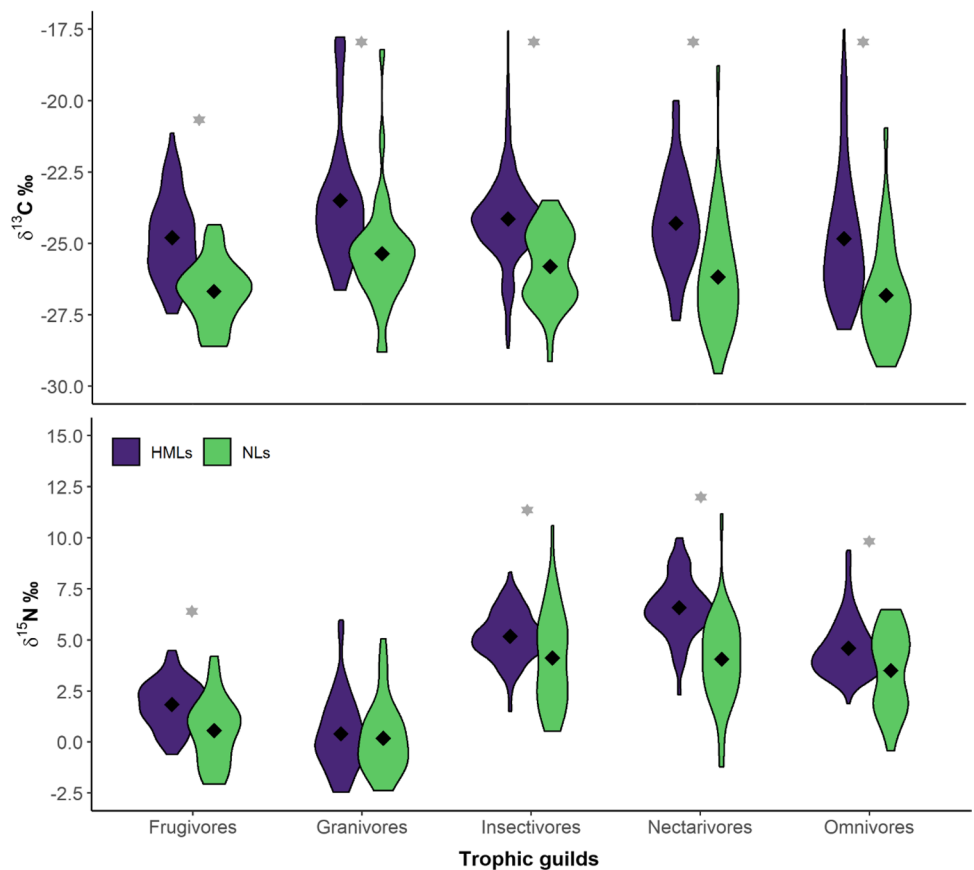 -17.5
-20.0
-22.5
-25.0
-27.5
-30.0
δ¹³C ‰
15.0
12.5
10.0
7.5
5.0
2.5
0.0
-2.5
δ¹⁵N ‰
HMLs NLs
Frugivores Granivores Insectivores Nectarivores Omnivores
Trophic guilds